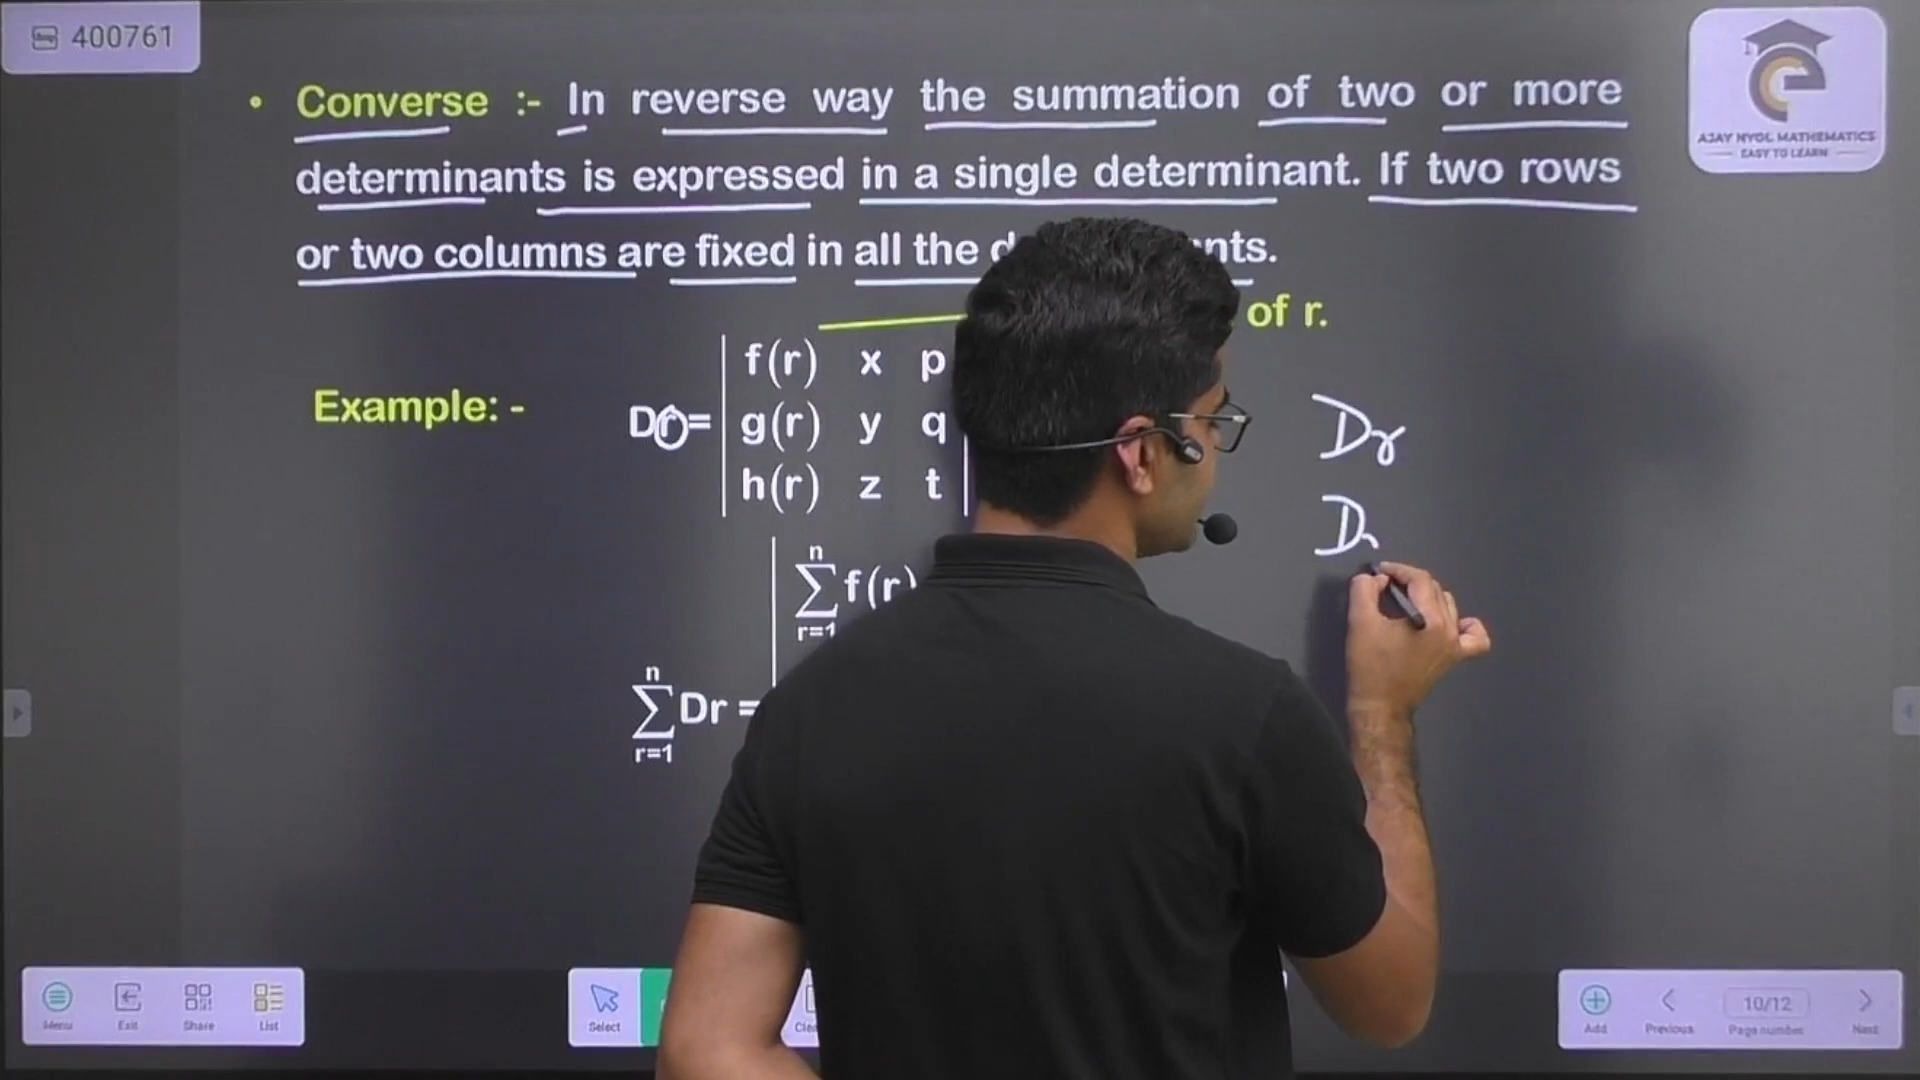 400761
AJAY NYOL MATHEMATICS
EASY TO LEARN
• Converse :- In reverse way the summation of two or more
determinants is expressed in a single determinant. If two rows
or two columns are fixed in all the
of r.
Example: -
Dr=
f(r) x p
g(r) y q
h(r) z t
Dr
D
n
∑ f(r)
r=1
n
∑ Dr =
r=1
Menu Exit Share List
Select
Add Previous 10/12 Page number Next